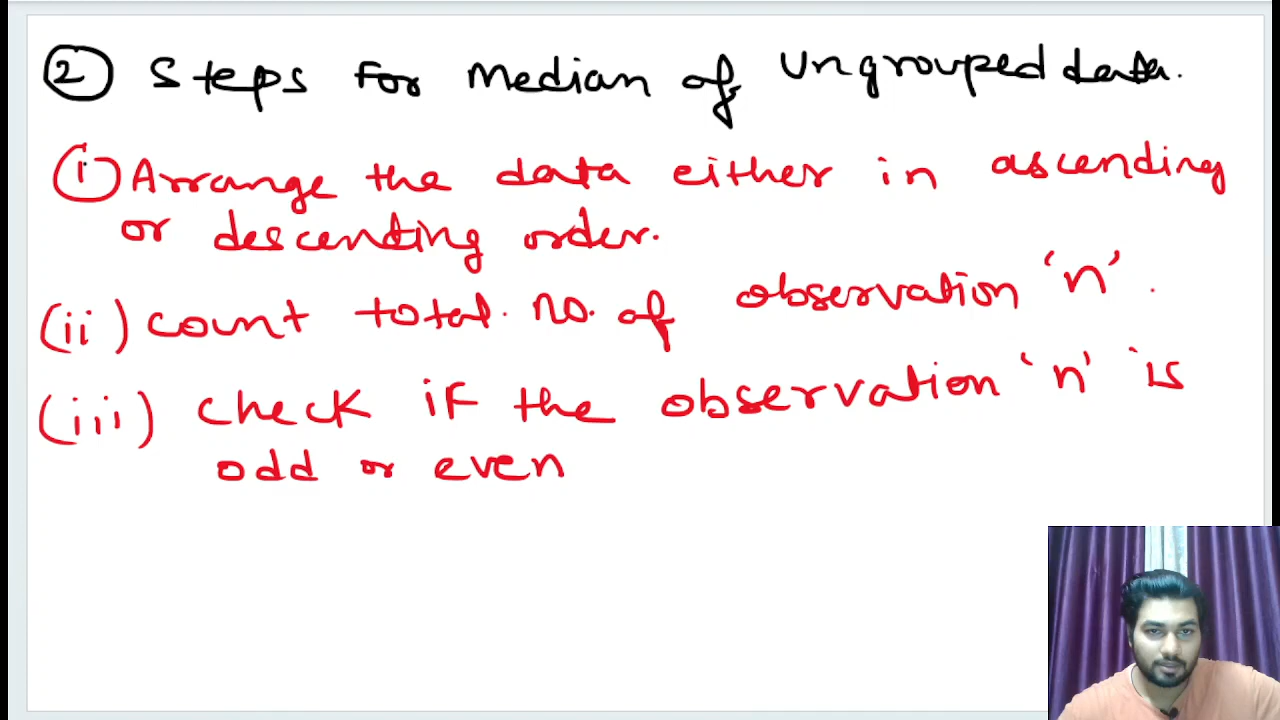 ② Steps For Median of ungrouped data.
(i) Arrange the data either in ascending
or descending order.
(ii) count total. no. of observation 'n'.
(iii) check if the observation 'n' is
odd or even